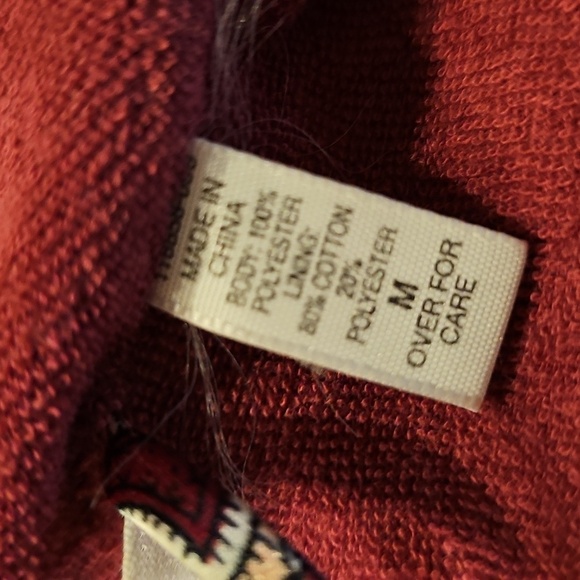 MADE IN
CHINA
BODY: 100%
POLYESTER
LINING:
80% COTTON
20%
POLYESTER
M
OVER FOR
CARE